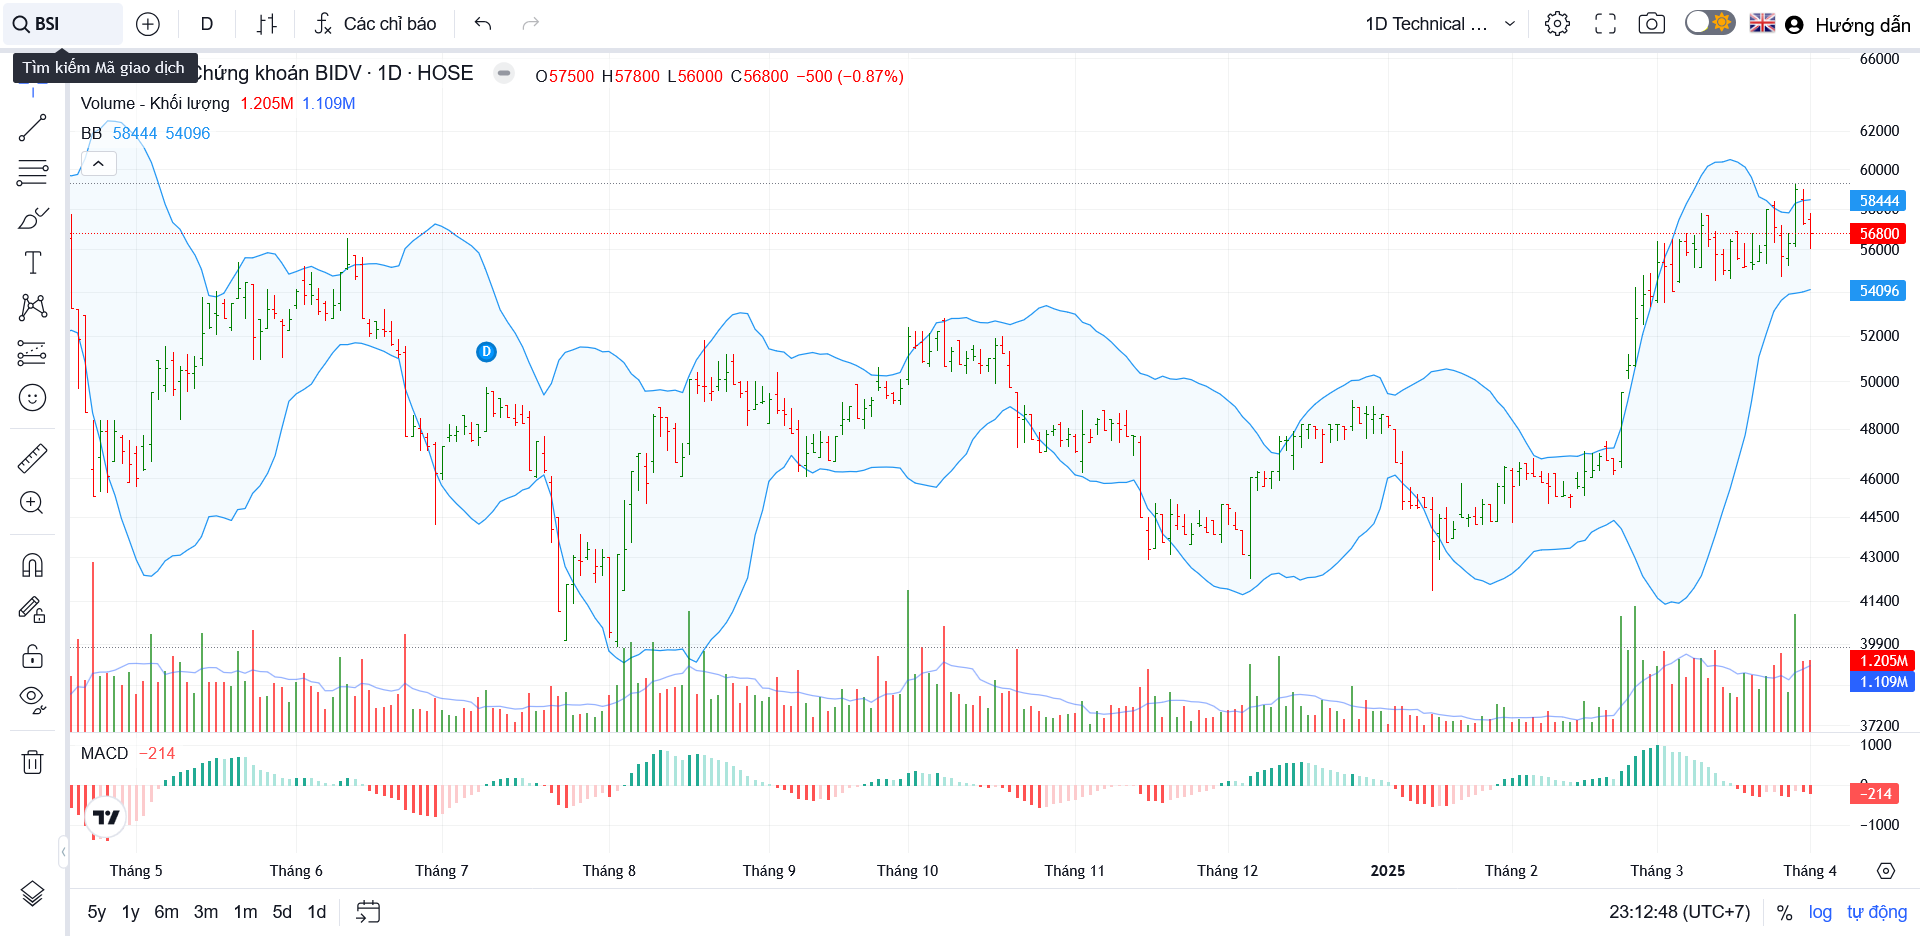 BSI
D
Các chỉ báo
1D Technical ...
Hướng dẫn
Tìm kiếm Mã giao dịch
Chứng khoán BIDV · 1D · HOSE
O57500 H57800 L56000 C56800 −500 (−0.87%)
Volume - Khối lượng 1.205M 1.109M
BB 58444 54096
66000
62000
60000
58444
58000
56800
56000
54096
52000
50000
48000
46000
44500
43000
41400
39900
1.205M
1.109M
37200
D
MACD −214
1000
0
−214
−1000
Tháng 5 Tháng 6 Tháng 7 Tháng 8 Tháng 9 Tháng 10 Tháng 11 Tháng 12 2025 Tháng 2 Tháng 3 Tháng 4
5y 1y 6m 3m 1m 5d 1d
23:12:48 (UTC+7) % log tự động